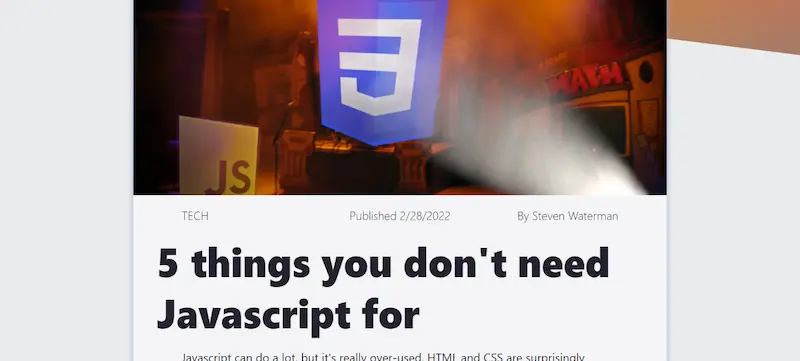 MATH
JS
TECH Published 2/28/2022 By Steven Waterman
5 things you don't need
Javascript for
Javascript can do a lot, but it's really over-used. HTML and CSS are surprisingly